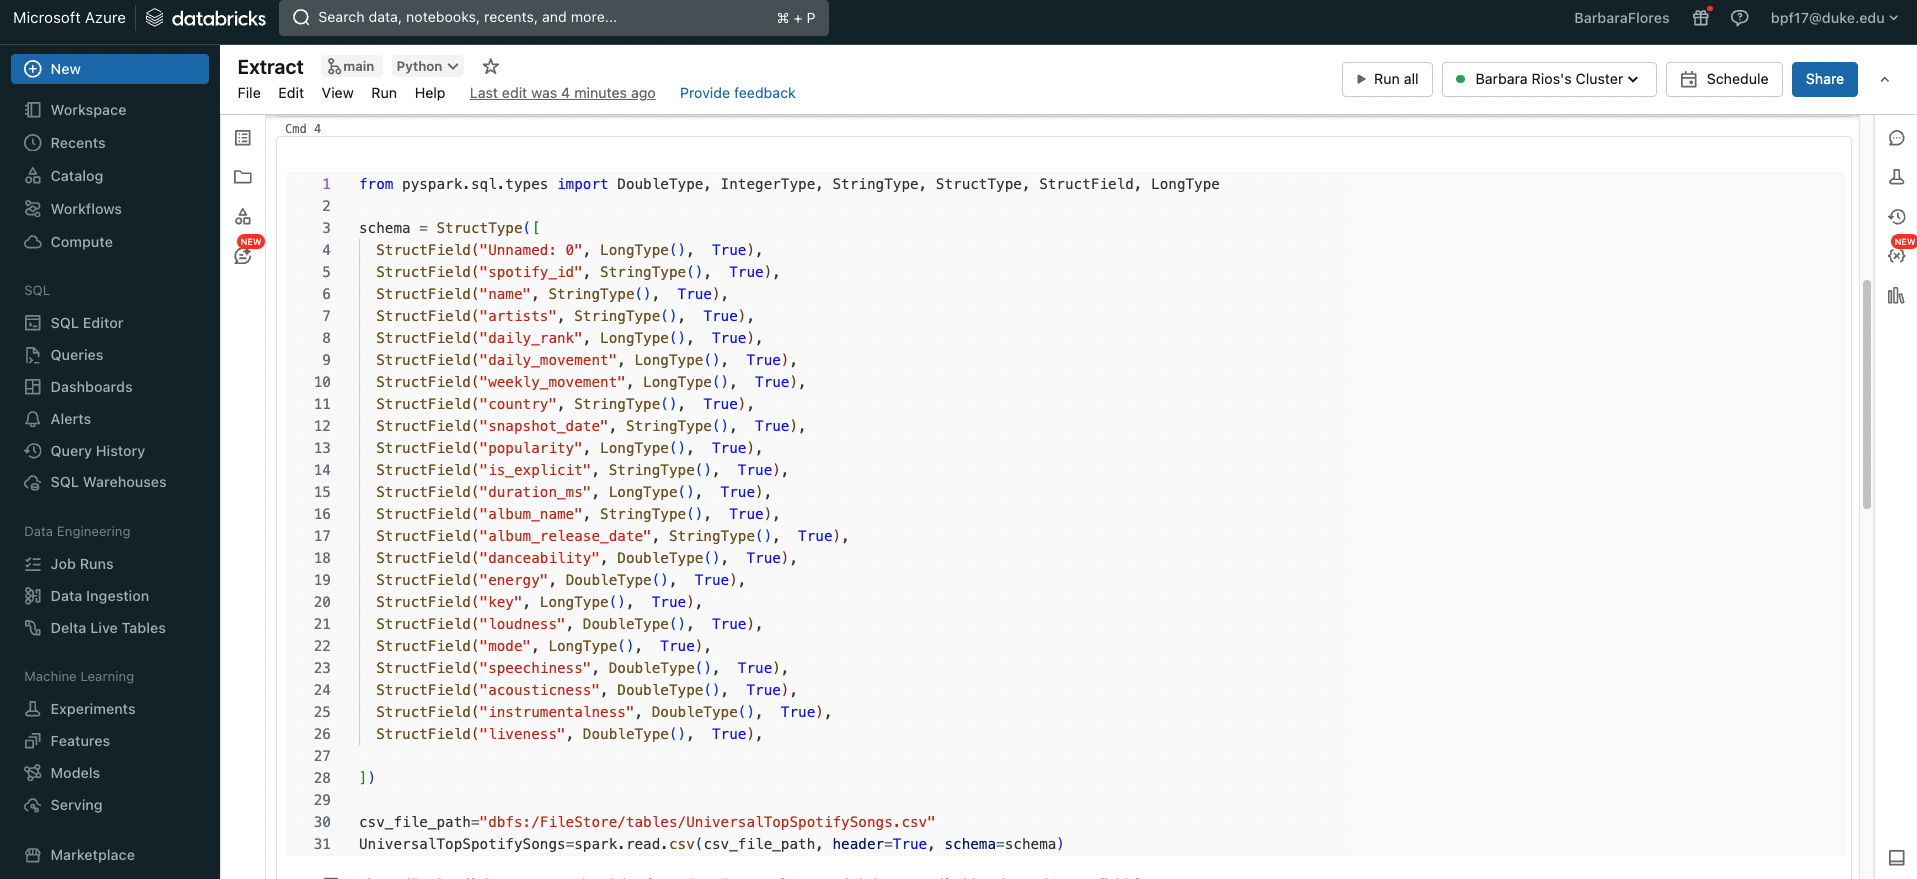 Microsoft Azure databricks Search data, notebooks, recents, and more... ⌘ + P BarbaraFlores bpf17@duke.edu
New
Workspace
Recents
Catalog
Workflows
Compute
SQL
SQL Editor
Queries
Dashboards
Alerts
Query History
SQL Warehouses
Data Engineering
Job Runs
Data Ingestion
Delta Live Tables
Machine Learning
Experiments
Features
Models
Serving
Marketplace
Extract main Python
File Edit View Run Help Last edit was 4 minutes ago Provide feedback
Run all Barbara Rios's Cluster Schedule Share
NEW
NEW
Cmd 4
1 from pyspark.sql.types import DoubleType, IntegerType, StringType, StructType, StructField, LongType
2
3 schema = StructType([
4 StructField("Unnamed: 0", LongType(), True),
5 StructField("spotify_id", StringType(), True),
6 StructField("name", StringType(), True),
7 StructField("artists", StringType(), True),
8 StructField("daily_rank", LongType(), True),
9 StructField("daily_movement", LongType(), True),
10 StructField("weekly_movement", LongType(), True),
11 StructField("country", StringType(), True),
12 StructField("snapshot_date", StringType(), True),
13 StructField("popularity", LongType(), True),
14 StructField("is_explicit", StringType(), True),
15 StructField("duration_ms", LongType(), True),
16 StructField("album_name", StringType(), True),
17 StructField("album_release_date", StringType(), True),
18 StructField("danceability", DoubleType(), True),
19 StructField("energy", DoubleType(), True),
20 StructField("key", LongType(), True),
21 StructField("loudness", DoubleType(), True),
22 StructField("mode", LongType(), True),
23 StructField("speechiness", DoubleType(), True),
24 StructField("acousticness", DoubleType(), True),
25 StructField("instrumentalness", DoubleType(), True),
26 StructField("liveness", DoubleType(), True),
27
28 ])
29
30 csv_file_path="dbfs:/FileStore/tables/UniversalTopSpotifySongs.csv"
31 UniversalTopSpotifySongs=spark.read.csv(csv_file_path, header=True, schema=schema)